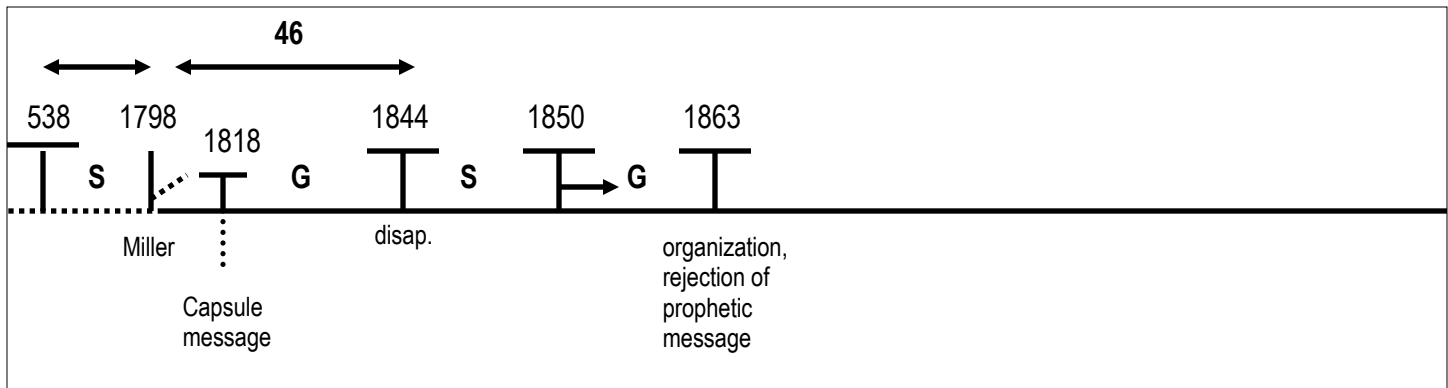 46
538
1798
1818
1844
1850
1863
S
G
S
G
Miller
disap.
organization,
rejection of
prophetic
message
Capsule
message